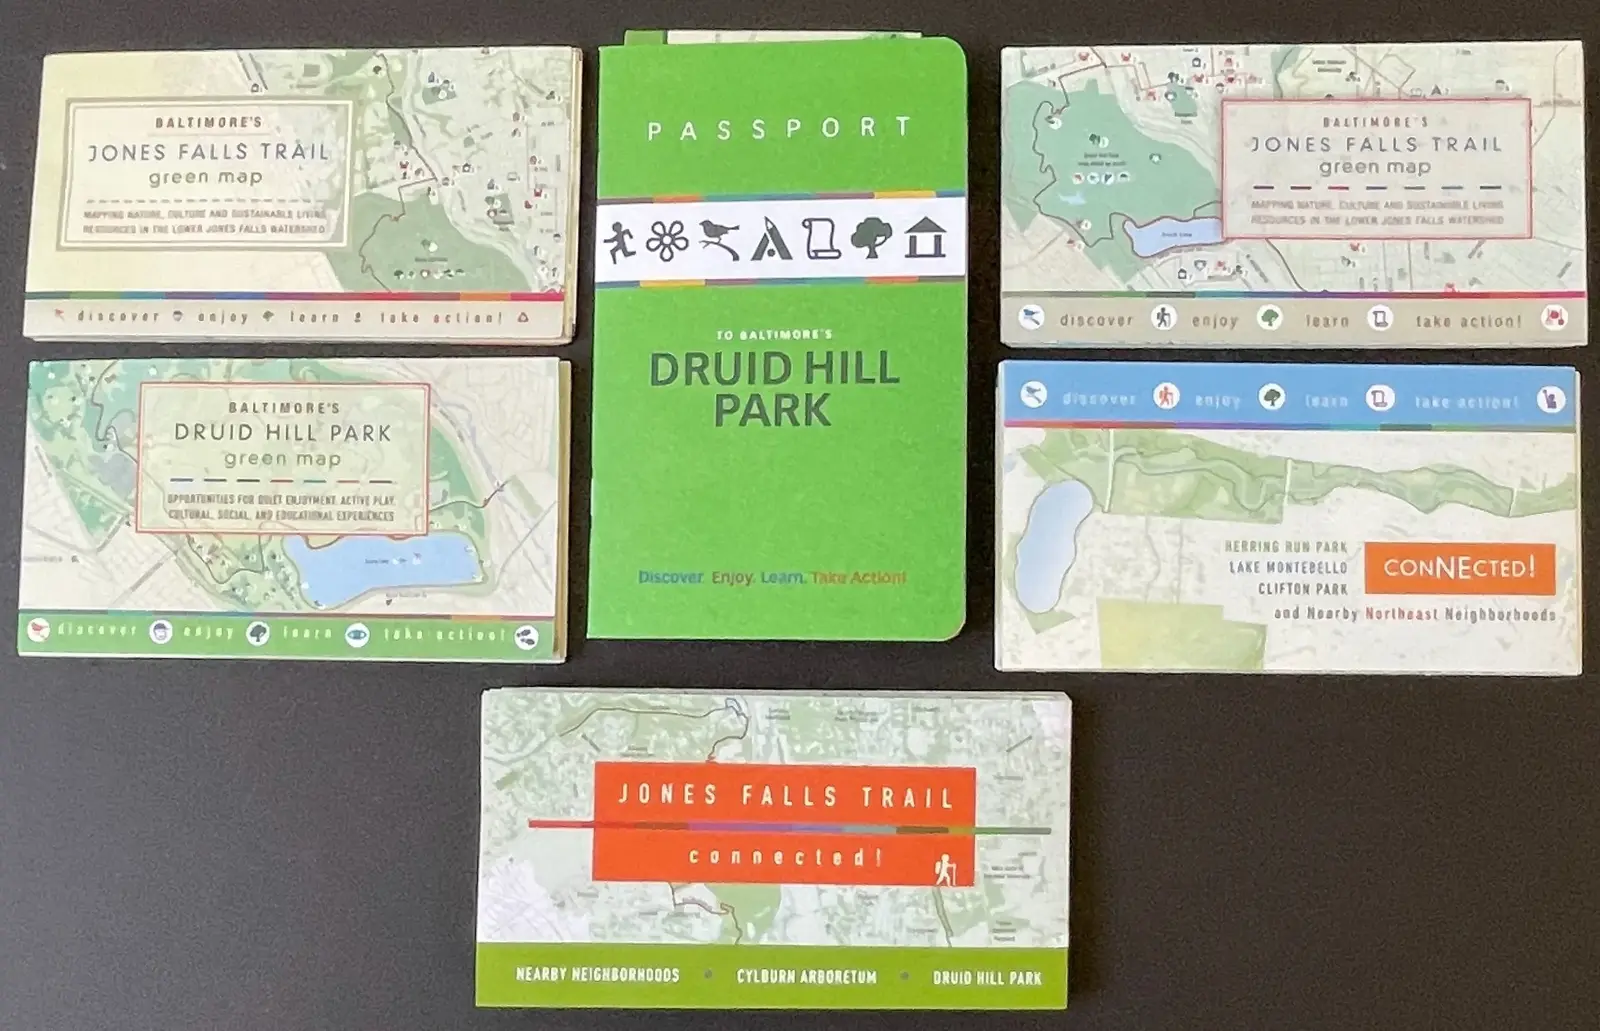 BALTIMORE'S
JONES FALLS TRAIL
green map
MAPPING NATURE, CULTURE AND SUSTAINABLE LIVING
RESOURCES IN THE LOWER JONES FALLS WATERSHED
discover enjoy learn take action!
PASSPORT
TO BALTIMORE'S
DRUID HILL
PARK
Discover. Enjoy. Learn. Take Action!
BALTIMORE'S
JONES FALLS TRAIL
green map
MAPPING NATURE, CULTURE AND SUSTAINABLE LIVING
RESOURCES IN THE LOWER JONES FALLS WATERSHED
discover enjoy learn take action!
BALTIMORE'S
DRUID HILL PARK
green map
OPPORTUNITIES FOR QUIET ENJOYMENT, ACTIVE PLAY,
CULTURAL, SOCIAL, AND EDUCATIONAL EXPERIENCES
discover enjoy learn take action!
discover enjoy learn take action!
HERRING RUN PARK
LAKE MONTEBELLO
CLIFTON PARK
CONNECTED!
and Nearby Northeast Neighborhoods
JONES FALLS TRAIL
connected!
NEARBY NEIGHBORHOODS • CYLBURN ARBORETUM • DRUID HILL PARK